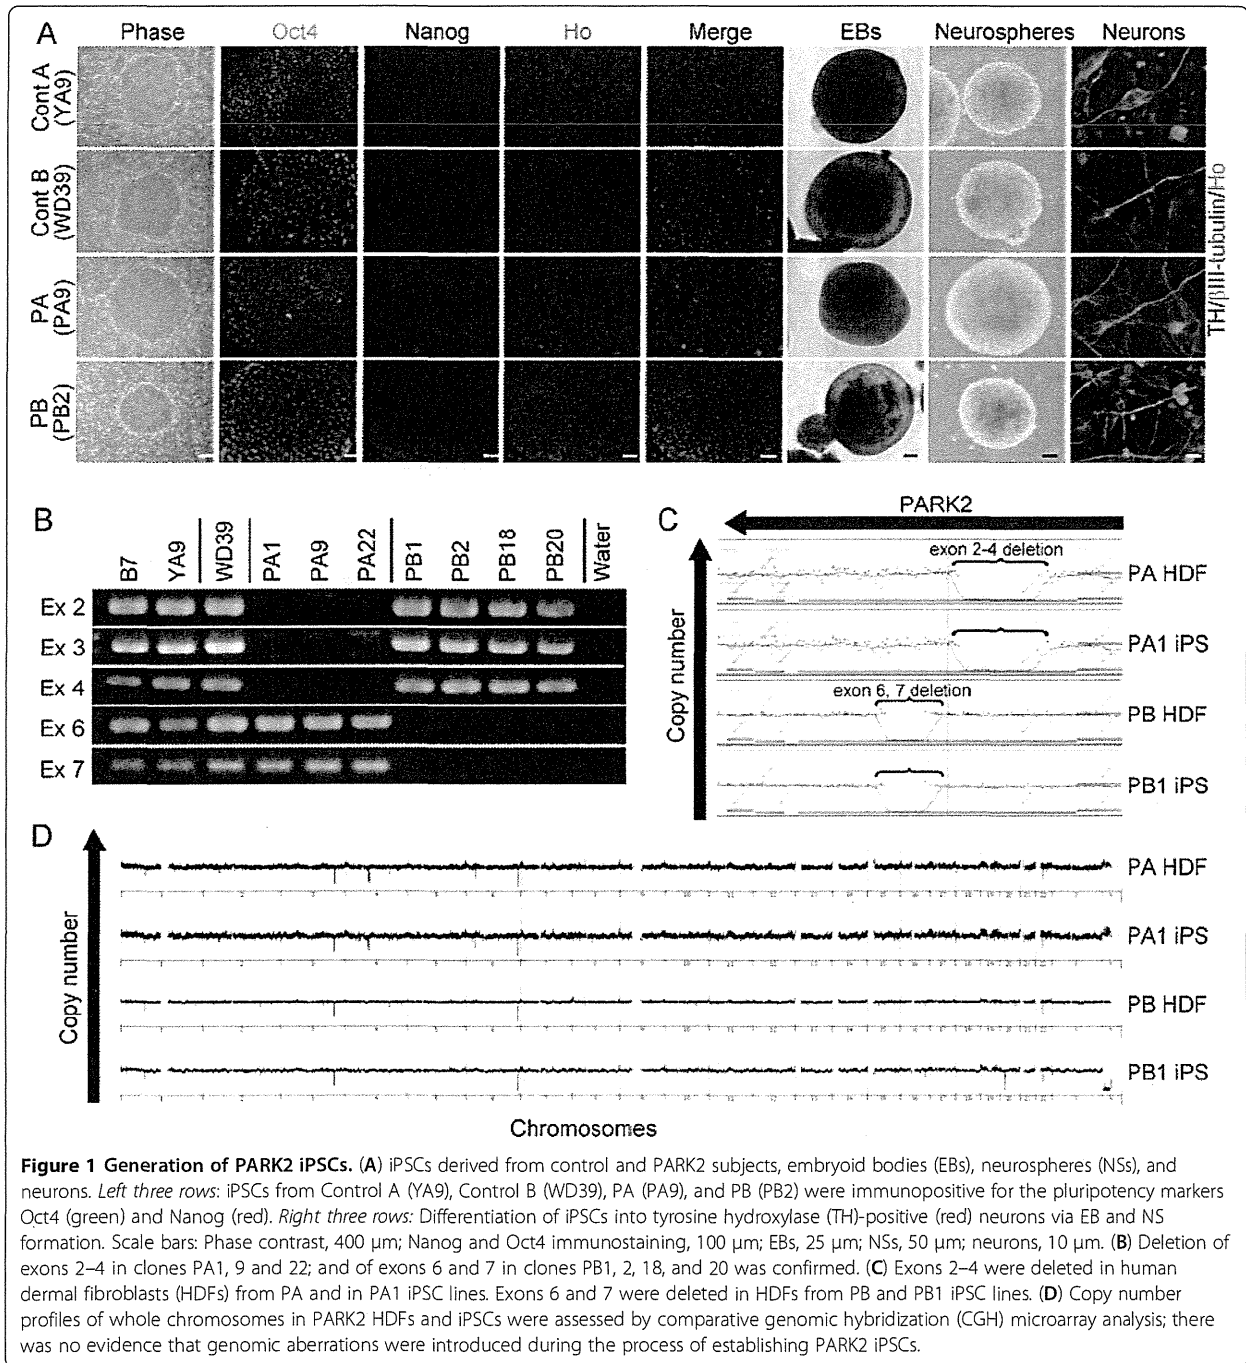 A
Phase Oct4 Nanog Ho Merge EBs Neurospheres Neurons
Cont A (YA9)
Cont B (WD39)
PA (PA9)
PB (PB2)
TH/βIII-tubulin/Ho
B
B7 YA9 WD39 PA1 PA9 PA22 PB1 PB2 PB18 PB20 Water
Ex 2
Ex 3
Ex 4
Ex 6
Ex 7
C
PARK2
Copy number
exon 2-4 deletion
PA HDF
PA1 iPS
exon 6, 7 deletion
PB HDF
PB1 iPS
D
Copy number
PA HDF
PA1 iPS
PB HDF
PB1 iPS
Chromosomes
Figure 1 Generation of PARK2 iPSCs. (A) iPSCs derived from control and PARK2 subjects, embryoid bodies (EBs), neurospheres (NSs), and
neurons. Left three rows: iPSCs from Control A (YA9), Control B (WD39), PA (PA9), and PB (PB2) were immunopositive for the pluripotency markers
Oct4 (green) and Nanog (red). Right three rows: Differentiation of iPSCs into tyrosine hydroxylase (TH)-positive (red) neurons via EB and NS
formation. Scale bars: Phase contrast, 400 μm; Nanog and Oct4 immunostaining, 100 μm; EBs, 25 μm; NSs, 50 μm; neurons, 10 μm. (B) Deletion of
exons 2–4 in clones PA1, 9 and 22; and of exons 6 and 7 in clones PB1, 2, 18, and 20 was confirmed. (C) Exons 2–4 were deleted in human
dermal fibroblasts (HDFs) from PA and in PA1 iPSC lines. Exons 6 and 7 were deleted in HDFs from PB and PB1 iPSC lines. (D) Copy number
profiles of whole chromosomes in PARK2 HDFs and iPSCs were assessed by comparative genomic hybridization (CGH) microarray analysis; there
was no evidence that genomic aberrations were introduced during the process of establishing PARK2 iPSCs.